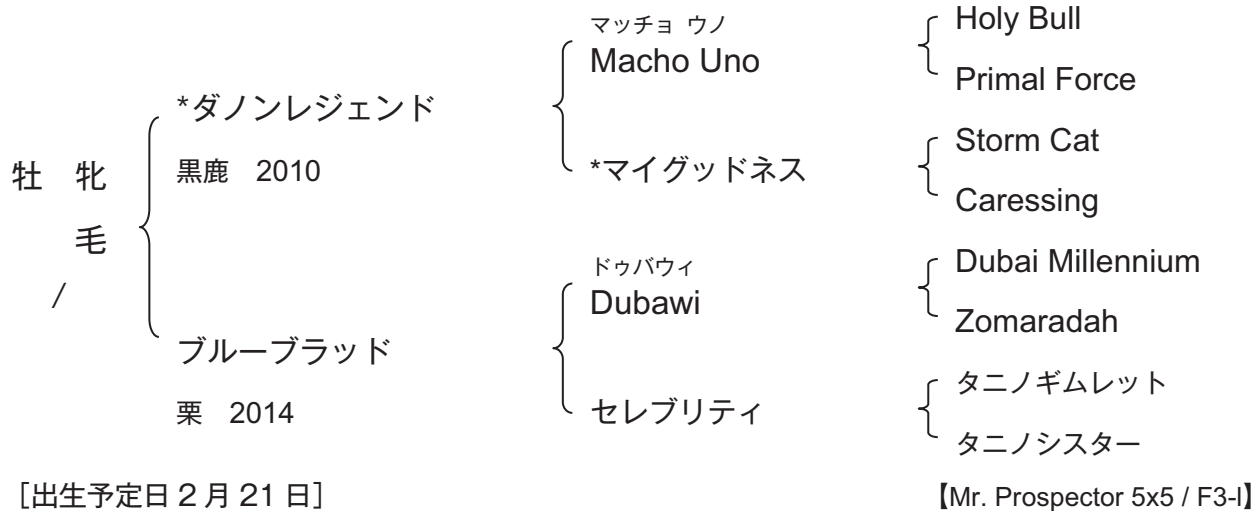 マッチョ ウノ
Macho Uno
Holy Bull
Primal Force
*ダノンレジェンド
黒鹿 2010
*マイグッドネス
Storm Cat
Caressing
牡 牝
毛
/
ドゥバウィ
Dubawi
Dubai Millennium
Zomaradah
ブルーブラッド
栗 2014
セレブリティ
タニノギムレット
タニノシスター
[出生予定日2月21日]
【Mr. Prospector 5x5 / F3-l】